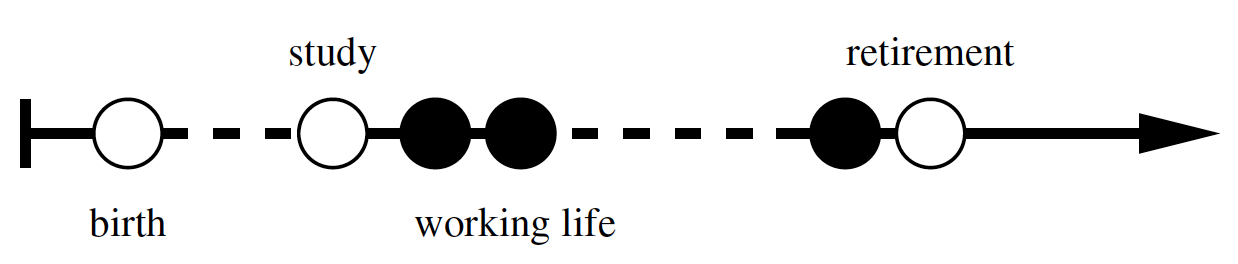 study
retirement
birth
working life